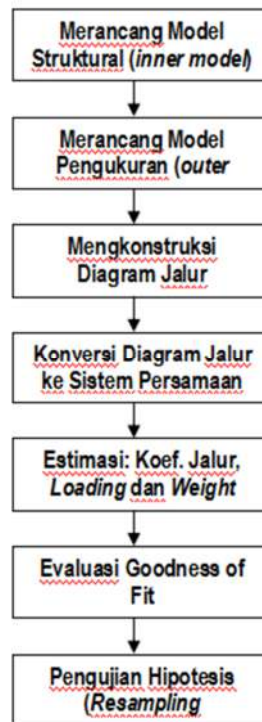 Merancang Model
Struktural (inner model)
Merancang Model
Pengukuran (outer
Mengkonstruksi
Diagram Jalur
Konversi Diagram Jalur
ke Sistem Persamaan
Estimasi: Koef. Jalur,
Loading dan Weight
Evaluasi Goodness of
Fit
Pengujian Hipotesis
(Resampling